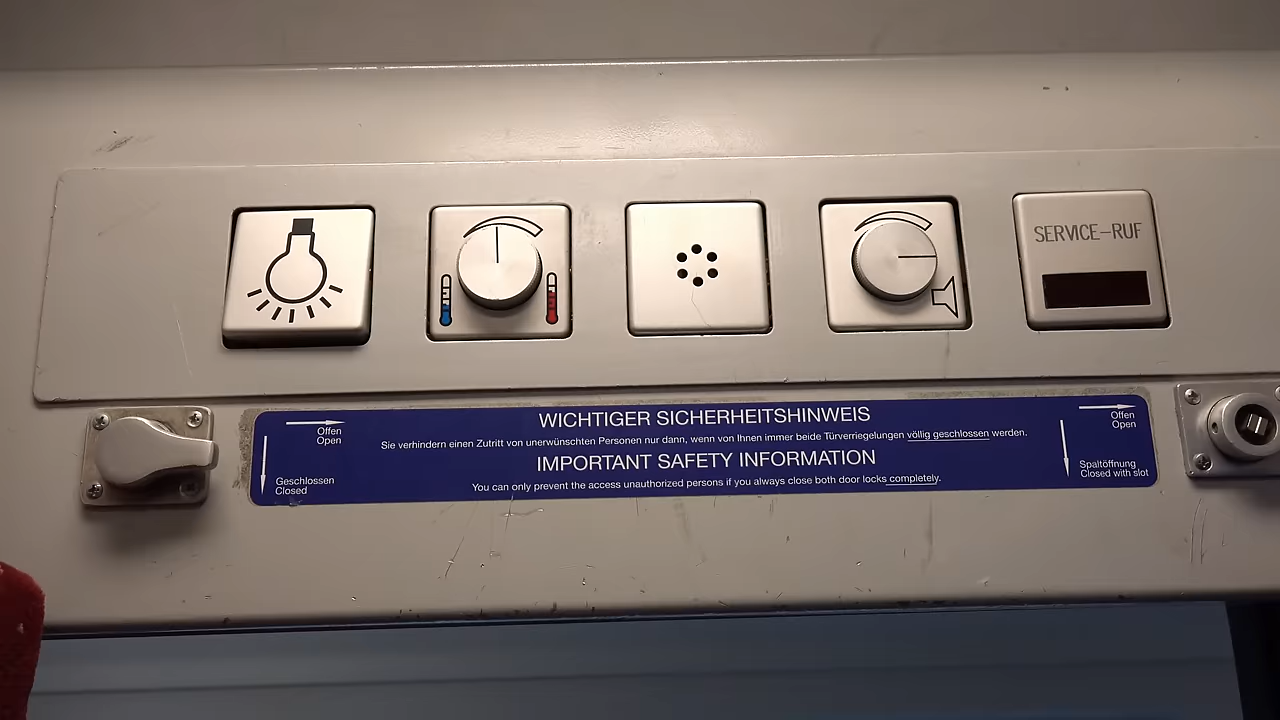 SERVICE-RUF
Offen
Open
Geschlossen
Closed
WICHTIGER SICHERHEITSHINWEIS
Sie verhindern einen Zutritt von unerwünschten Personen nur dann, wenn von Ihnen immer beide Türverriegelungen völlig geschlossen werden.
IMPORTANT SAFETY INFORMATION
You can only prevent the access unauthorized persons if you always close both door locks completely.
Offen
Open
Spaltöffnung
Closed with slot